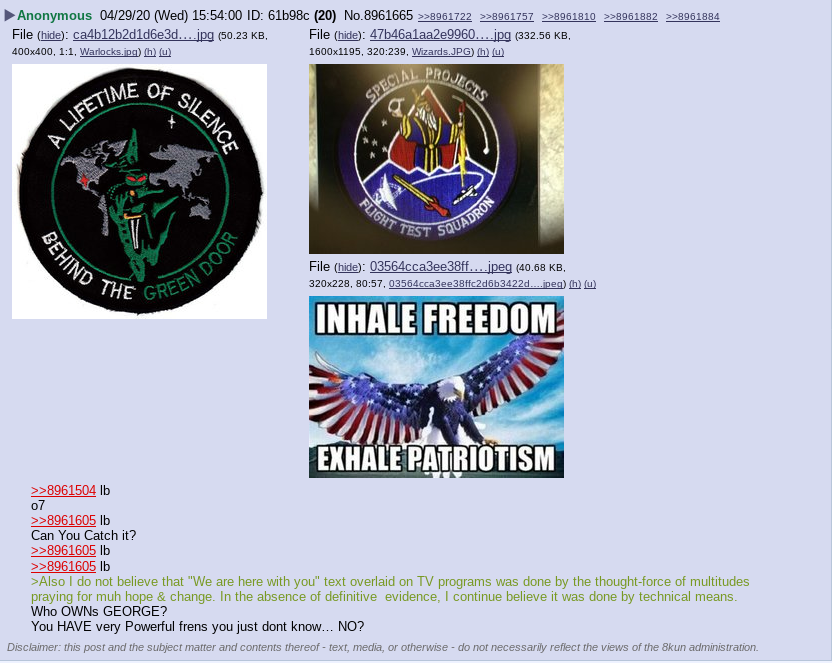 ▶Anonymous 04/29/20 (Wed) 15:54:00 ID: 61b98c (20) No.8961665 >>8961722 >>8961757 >>8961810 >>8961882 >>8961884
File (hide): ca4b12b2d1d6e3d….jpg (50.23 KB,
400x400, 1:1, Warlocks.jpg) (h) (u)
A LIFETIME OF SILENCE
BEHIND THE GREEN DOOR
File (hide): 47b46a1aa2e9960….jpg (332.56 KB,
1600x1195, 320:239, Wizards.JPG) (h) (u)
SPECIAL PROJECTS
FLIGHT TEST SQUADRON
File (hide): 03564cca3ee38ff….jpeg (40.68 KB,
320x228, 80:57, 03564cca3ee38ffc2d6b3422d….jpeg) (h) (u)
INHALE FREEDOM
EXHALE PATRIOTISM
>>8961504 lb
o7
>>8961605 lb
Can You Catch it?
>>8961605 lb
>>8961605 lb
>Also I do not believe that "We are here with you" text overlaid on TV programs was done by the thought-force of multitudes
praying for muh hope & change. In the absence of definitive  evidence, I continue believe it was done by technical means.
Who OWNs GEORGE?
You HAVE very Powerful frens you just dont know… NO?
Disclaimer: this post and the subject matter and contents thereof - text, media, or otherwise - do not necessarily reflect the views of the 8kun administration.